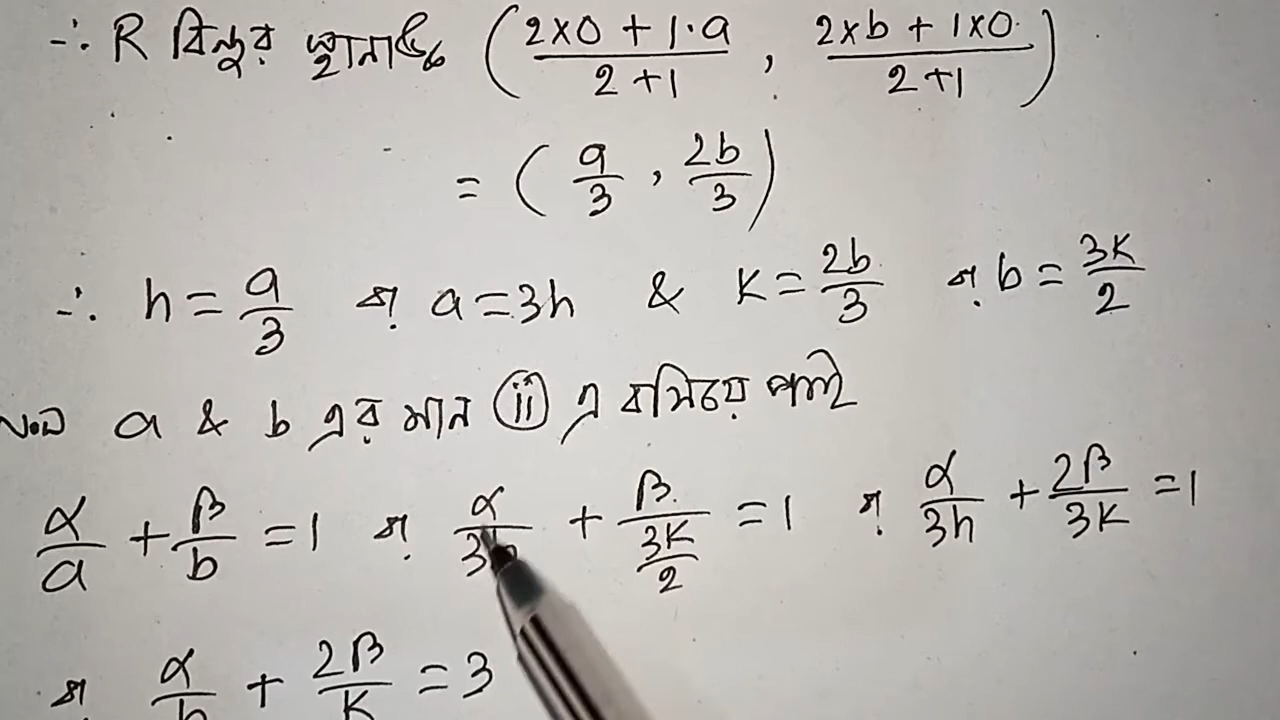 ∴ R বিন্দুর স্থানাঙ্ক ( (2×0 + 1·a)/(2+1) , (2×b + 1×0)/(2+1) )
= ( a/3 , 2b/3 )
∴ h = a/3 বা, a = 3h & k = 2b/3 বা, b = 3k/2
a & b এর মান (ii) এ বসিয়ে পাই
α/a + β/b = 1 বা, α/3h + β/(3k/2) = 1 বা, α/3h + 2β/3k = 1
বা, α/h + 2β/k = 3